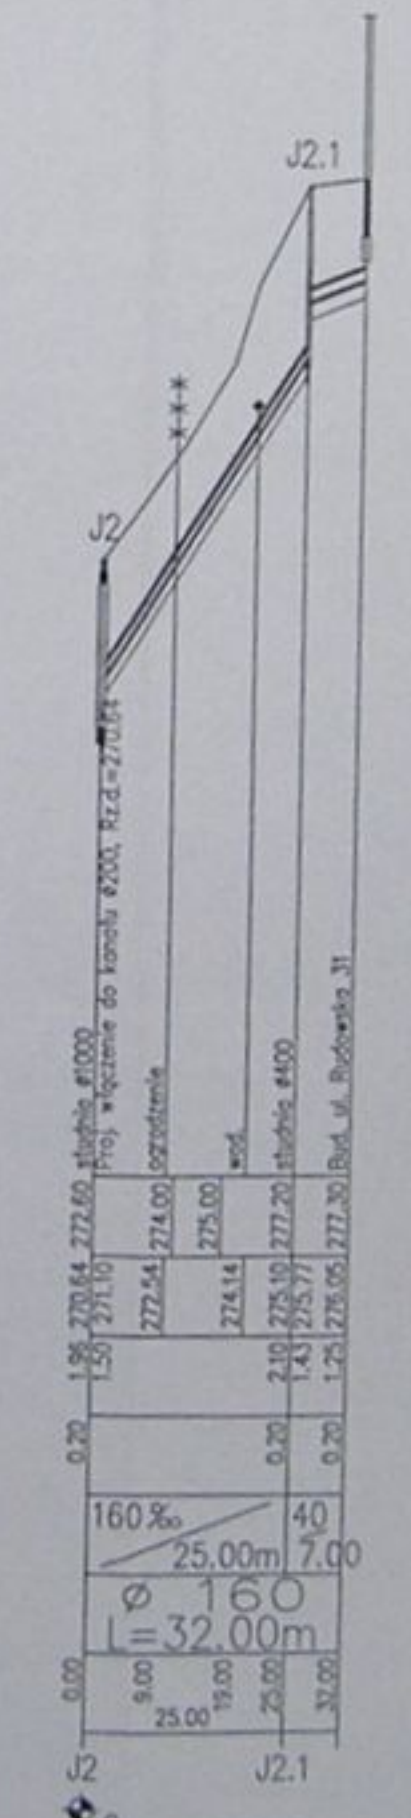 J2.1
J2
x-x-x
studnia ø1000
Proj. włączenie do kanału ø200, Rz.d.=270.64
ogrodzenie
wod.
studnia ø400
Bud. ul. Rudowska 31
272.60
274.00
275.00
277.20
277.30
270.64
271.10
272.54
274.14
275.10
275.77
276.05
1.96
1.50
2.10
1.43
1.25
0.20
0.20
0.20
160‰
40
25.00m
7.00
ø 160
L=32.00m
0.00
9.00
19.00
25.00
32.00
25.00
J2
J2.1